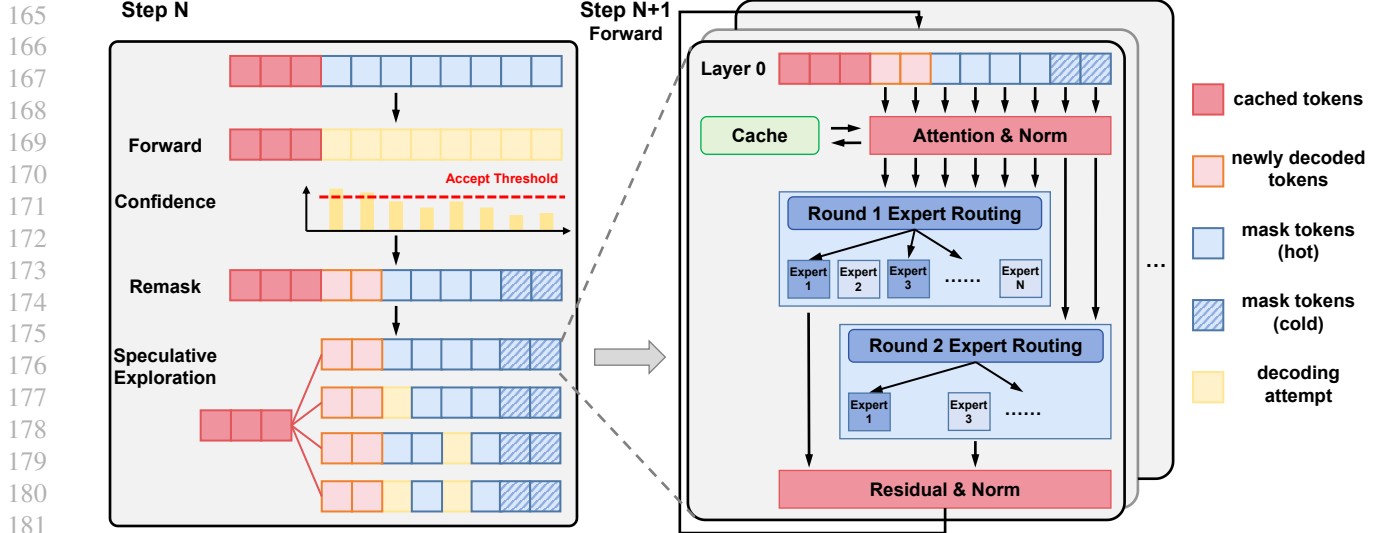 165
166
167
168
169
170
171
172
173
174
175
176
177
178
179
180
181
Step N
Forward
Confidence
Accept Threshold
Remask
Speculative
Exploration
Step N+1
Forward
Layer 0
Cache
Attention & Norm
Round 1 Expert Routing
Expert
1
Expert
2
Expert
3
......
Expert
N
Round 2 Expert Routing
Expert
1
Expert
3
......
Residual & Norm
...
cached tokens
newly decoded
tokens
mask tokens
(hot)
mask tokens
(cold)
decoding
attempt